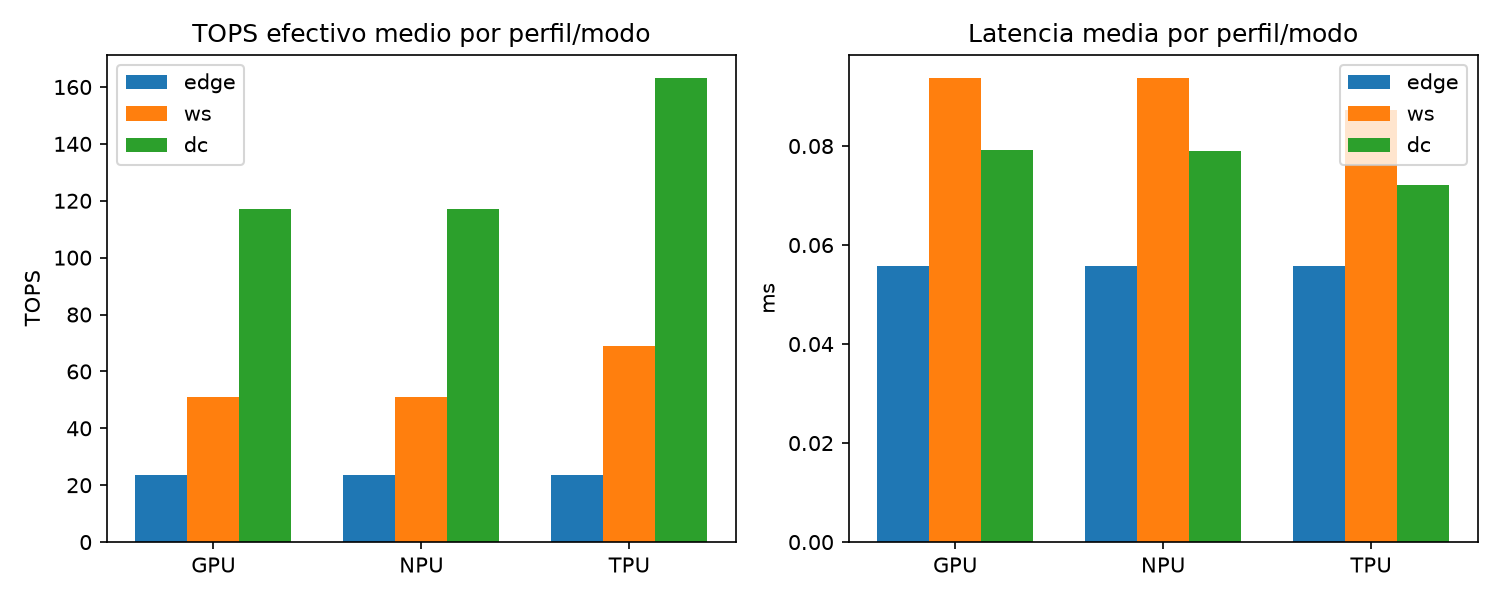 TOPS efectivo medio por perfil/modo
edge
ws
dc
TOPS
160
140
120
100
80
60
40
20
0
GPU
NPU
TPU
Latencia media por perfil/modo
edge
ws
dc
ms
0.08
0.06
0.04
0.02
0.00
GPU
NPU
TPU